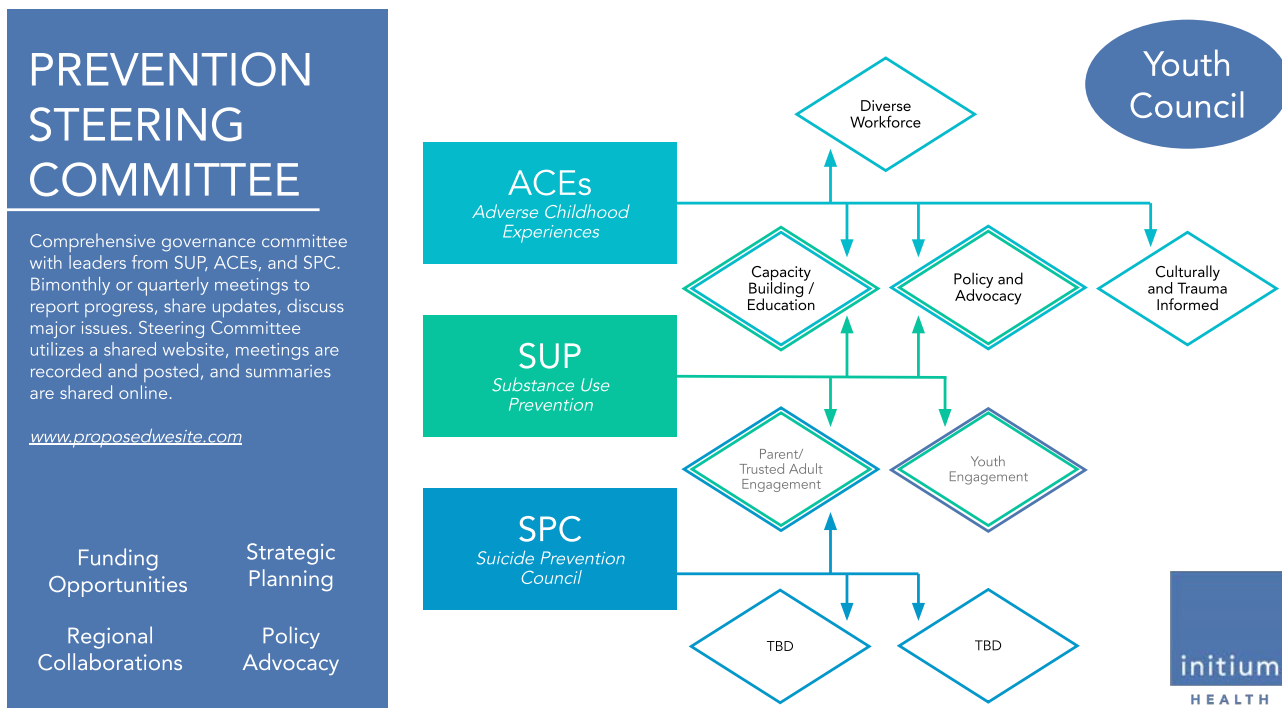 PREVENTION
STEERING
COMMITTEE
Comprehensive governance committee
with leaders from SUP, ACEs, and SPC.
Bimonthly or quarterly meetings to
report progress, share updates, discuss
major issues. Steering Committee
utilizes a shared website, meetings are
recorded and posted, and summaries
are shared online.
www.proposedwesite.com
Funding
Opportunities
Strategic
Planning
Regional
Collaborations
Policy
Advocacy
Youth
Council
Diverse
Workforce
ACEs
Adverse Childhood
Experiences
Capacity
Building /
Education
Policy and
Advocacy
Culturally
and Trauma
Informed
SUP
Substance Use
Prevention
Parent/
Trusted Adult
Engagement
Youth
Engagement
SPC
Suicide Prevention
Council
TBD
TBD
initium
HEALTH